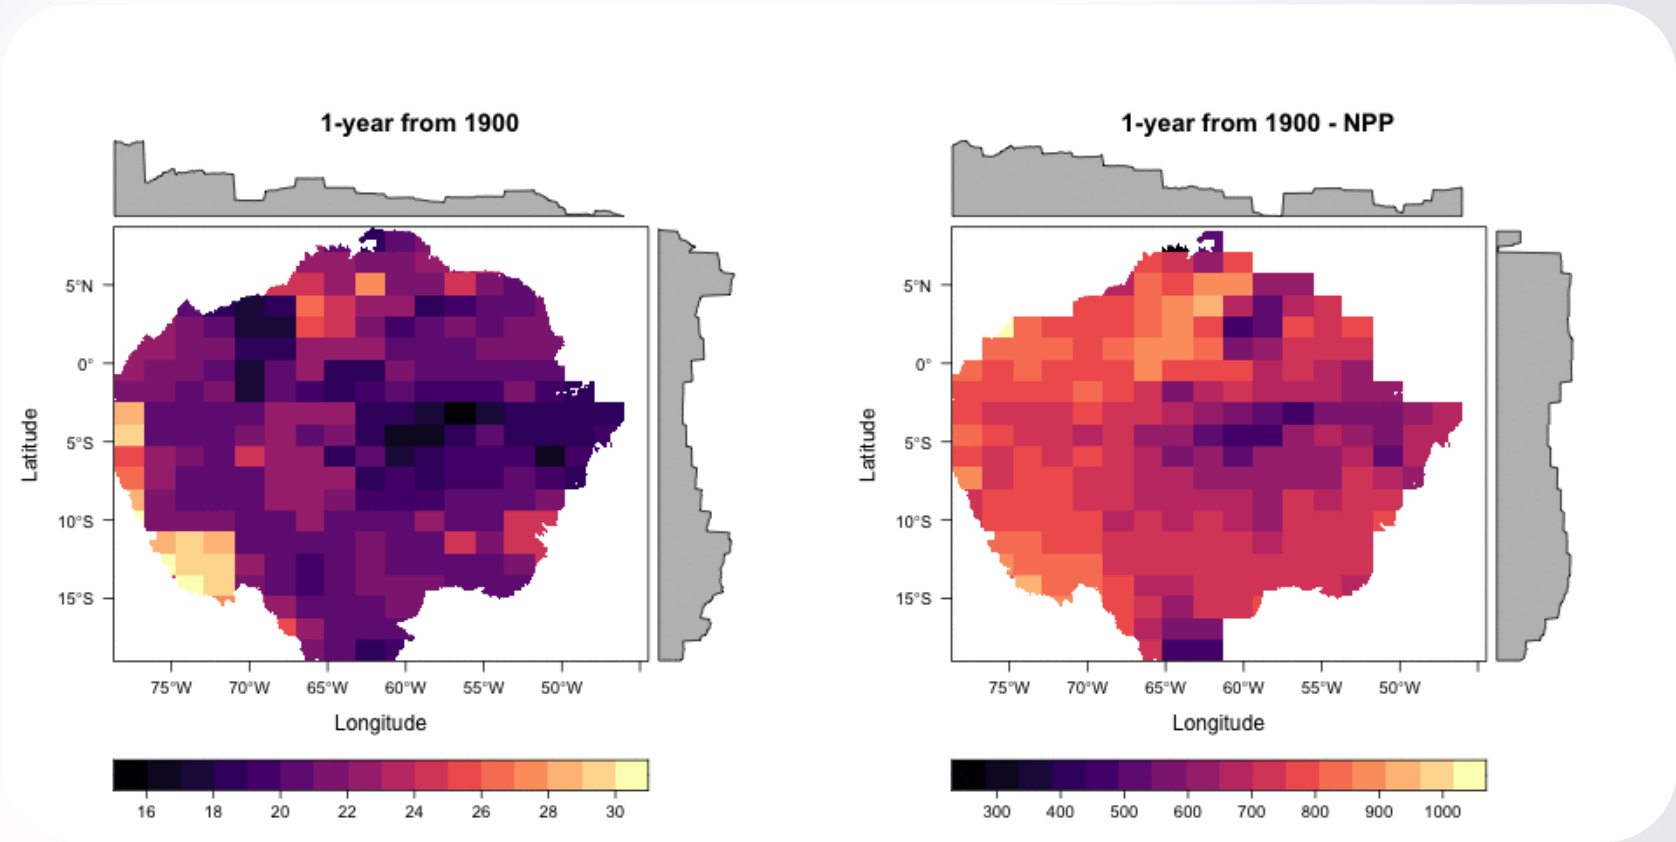 1-year from 1900
5°N
0°
5°S
10°S
15°S
Latitude
75°W 70°W 65°W 60°W 55°W 50°W
Longitude
16 18 20 22 24 26 28 30
1-year from 1900 - NPP
5°N
0°
5°S
10°S
15°S
Latitude
75°W 70°W 65°W 60°W 55°W 50°W
Longitude
300 400 500 600 700 800 900 1000